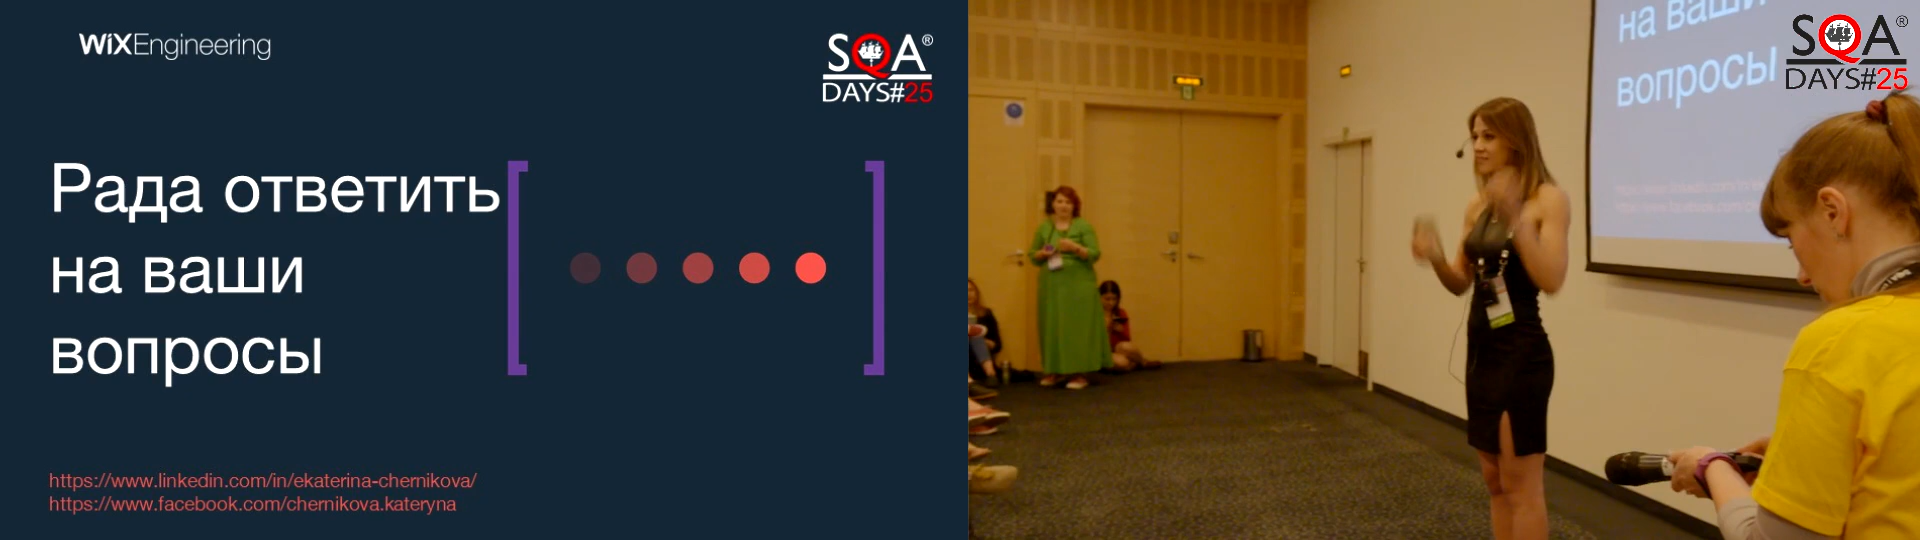 WiXEngineering
SQA®
DAYS#25
Рада ответить
на ваши
вопросы
https://www.linkedin.com/in/ekaterina-chernikova/
https://www.facebook.com/chernikova.kateryna
на ваши
вопросы
SQA®
DAYS#25